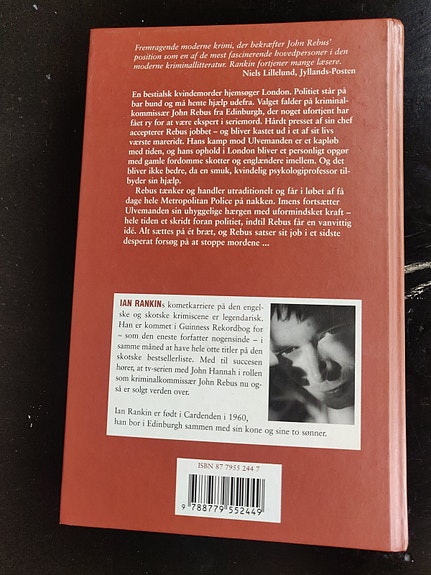 Fremragende moderne krimi, der bekræfter John Rebus'
position som en af de mest fascinerende hovedpersoner i den
moderne kriminallitteratur. Rankin fortjener mange læsere.
Niels Lillelund, Jyllands-Posten
En bestialsk kvindemorder hjemsøger London. Politiet står på
bar bund og må hente hjælp udefra. Valget falder på kriminal-
kommissær John Rebus fra Edinburgh, der noget ufortjent har
fået ry for at være ekspert i seriemord. Hårdt presset af sin chef
accepterer Rebus jobbet – og bliver kastet ud i et af sit livs
værste mareridt. Hans kamp mod Ulvemanden er et kapløb
med tiden, og hans ophold i London bliver et personligt opgør
med gamle fordomme skotter og englændere imellem. Og det
bliver ikke bedre, da en smuk, kvindelig psykologiprofessor til-
byder sin hjælp.
Rebus tænker og handler utraditionelt og får i løbet af få
dage hele Metropolitan Police på nakken. Imens fortsætter
Ulvemanden sin uhyggelige hærgen med uformindsket kraft –
hele tiden et skridt foran politiet, indtil Rebus får en vanvittig
idé. Alt sættes på ét bræt, og Rebus satser sit job i et sidste
desperat forsøg på at stoppe mordene ...
IAN RANKINs kometkarriere på den engel-
ske og skotske krimiscene er legendarisk.
Han er kommet i Guinness Rekordbog for
– som den eneste forfatter nogensinde – i
samme måned at have hele otte titler på den
skotske bestsellerliste. Med til succesen
hører, at tv-serien med John Hannah i rollen
som kriminalkommissær John Rebus nu og-
så er solgt verden over.
Ian Rankin er født i Cardenden i 1960,
han bor i Edinburgh sammen med sin kone og sine to sønner.
ISBN 87 7955 244 7
9 788779 552449